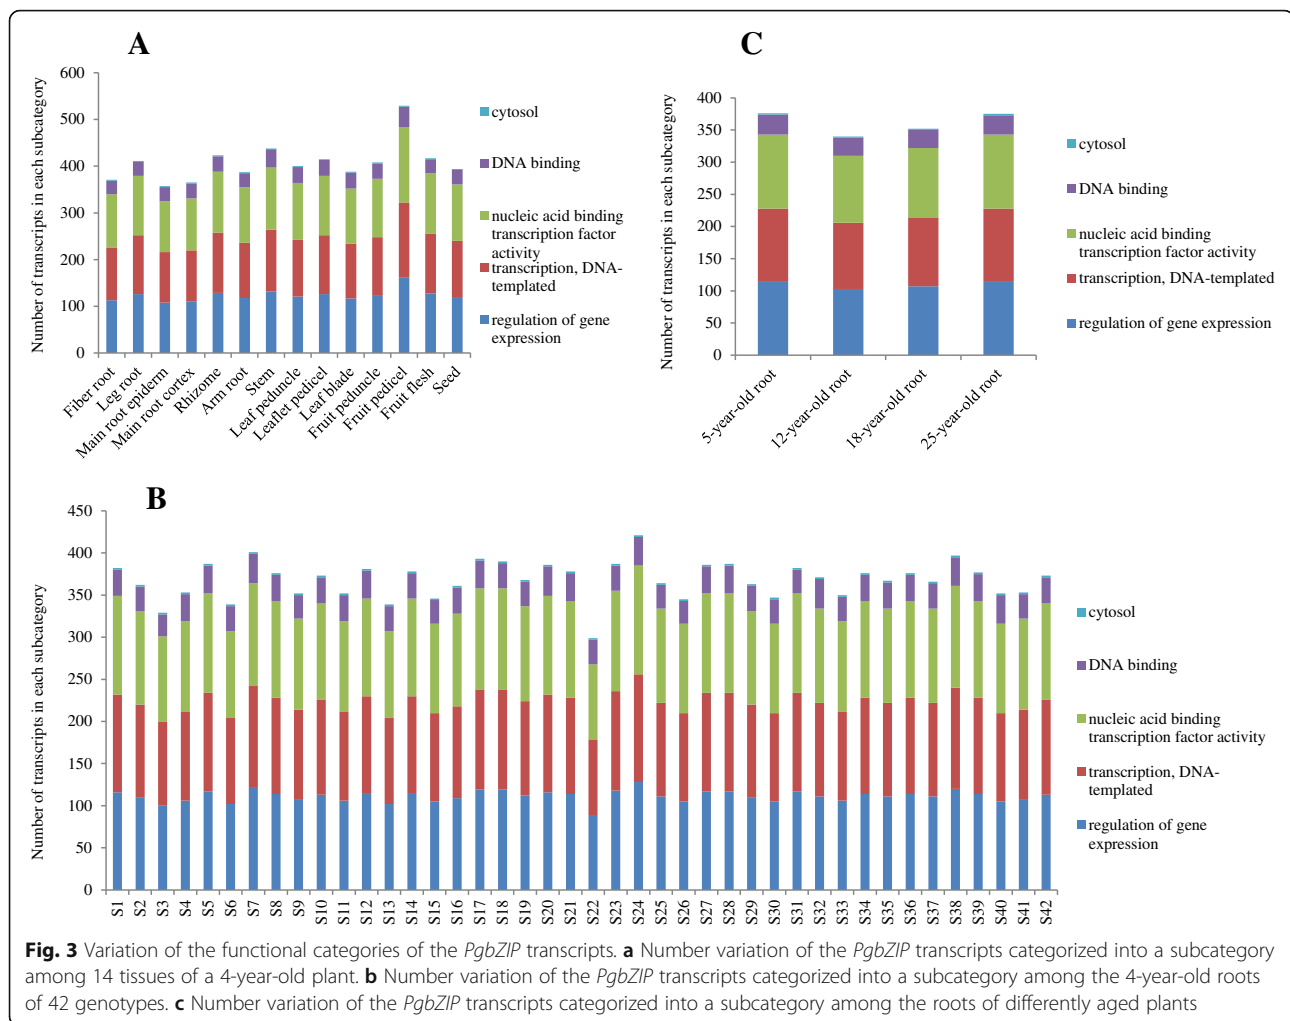 A
Number of transcripts in each subcategory
600
500
400
300
200
100
0
Fiber root
Leg root
Main root epiderm
Main root cortex
Rhizome
Arm root
Stem
Leaf peduncle
Leaflet pedicel
Leaf blade
Fruit peduncle
Fruit pedicel
Fruit flesh
Seed
cytosol
DNA binding
nucleic acid binding
transcription factor
activity
transcription, DNA-
templated
regulation of gene
expression
C
Number of transcripts in each subcategory
400
350
300
250
200
150
100
50
0
5-year-old root
12-year-old root
18-year-old root
25-year-old root
cytosol
DNA binding
nucleic acid binding
transcription factor activity
transcription, DNA-templated
regulation of gene expression
B
Number of transcripts in each subcategory
450
400
350
300
250
200
150
100
50
0
S1
S2
S3
S4
S5
S6
S7
S8
S9
S10
S11
S12
S13
S14
S15
S16
S17
S18
S19
S20
S21
S22
S23
S24
S25
S26
S27
S28
S29
S30
S31
S32
S33
S34
S35
S36
S37
S38
S39
S40
S41
S42
cytosol
DNA binding
nucleic acid binding
transcription factor activity
transcription, DNA-
templated
regulation of gene
expression
Fig. 3 Variation of the functional categories of the PgbZIP transcripts. a Number variation of the PgbZIP transcripts categorized into a subcategory
among 14 tissues of a 4-year-old plant. b Number variation of the PgbZIP transcripts categorized into a subcategory among the 4-year-old roots
of 42 genotypes. c Number variation of the PgbZIP transcripts categorized into a subcategory among the roots of differently aged plants